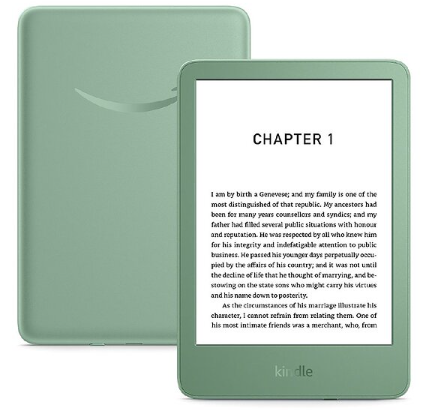 CHAPTER 1
I am by birth a Genevese; and my family is one of the
most distinguished of that republic. My ancestors had
been for many years counsellors and syndics; and my
father had filled several public situations with honour
and reputation. He was respected by all who knew him
for his integrity and indefatigable attention to public
business. He passed his younger days perpetually occu-
pied by the affairs of his country; and it was not until
the decline of life that he thought of marrying, and be-
stowing on the state sons who might carry his virtues
and his name down to posterity.
As the circumstances of his marriage illustrate his
character, I cannot refrain from relating them. One of
his most intimate friends was a merchant, who, from
kindle